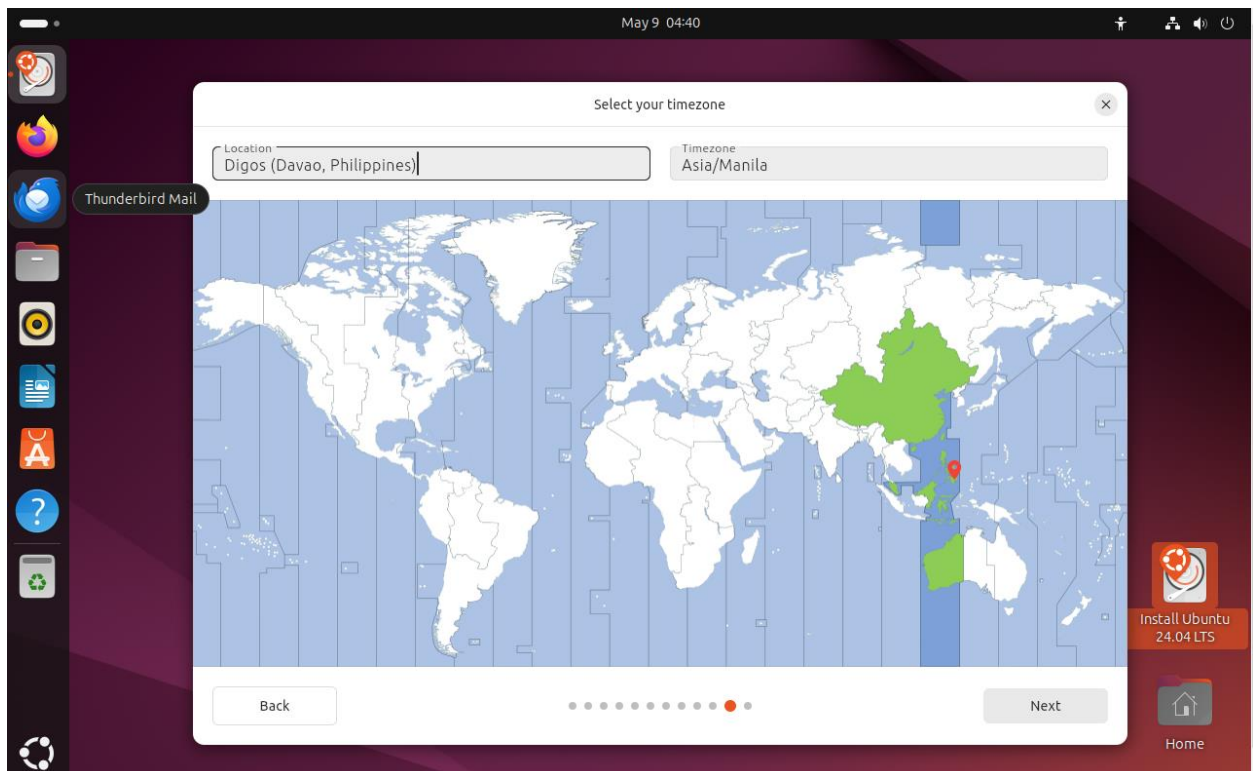 May 9 04:40
Select your timezone
Location
Digos (Davao, Philippines)
Timezone
Asia/Manila
Thunderbird Mail
Install Ubuntu
24.04 LTS
Back
Next
Home